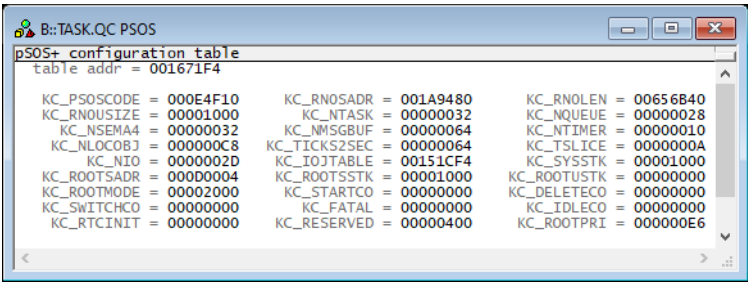 B::TASK.QC PSOS
pSOS+ configuration table
table addr = 001671F4
KC_PSOSCODE = 000E4F10 KC_RN0SADR = 001A9480 KC_RN0LEN = 00656B40
KC_RN0USIZE = 00001000 KC_NTASK = 00000032 KC_NQUEUE = 00000028
KC_NSEMA4 = 00000032 KC_NMSGBUF = 00000064 KC_NTIMER = 00000010
KC_NLOCOBJ = 000000C8 KC_TICKS2SEC = 00000064 KC_TSLICE = 0000000A
KC_NIO = 0000002D KC_IOJTABLE = 00151CF4 KC_SYSSTK = 00001000
KC_ROOTSADR = 000D0004 KC_ROOTSSTK = 00001000 KC_ROOTUSTK = 00000000
KC_ROOTMODE = 00002000 KC_STARTCO = 00000000 KC_DELETECO = 00000000
KC_SWITCHCO = 00000000 KC_FATAL = 00000000 KC_IDLECO = 00000000
KC_RTCINIT = 00000000 KC_RESERVED = 00000400 KC_ROOTPRI = 000000E6